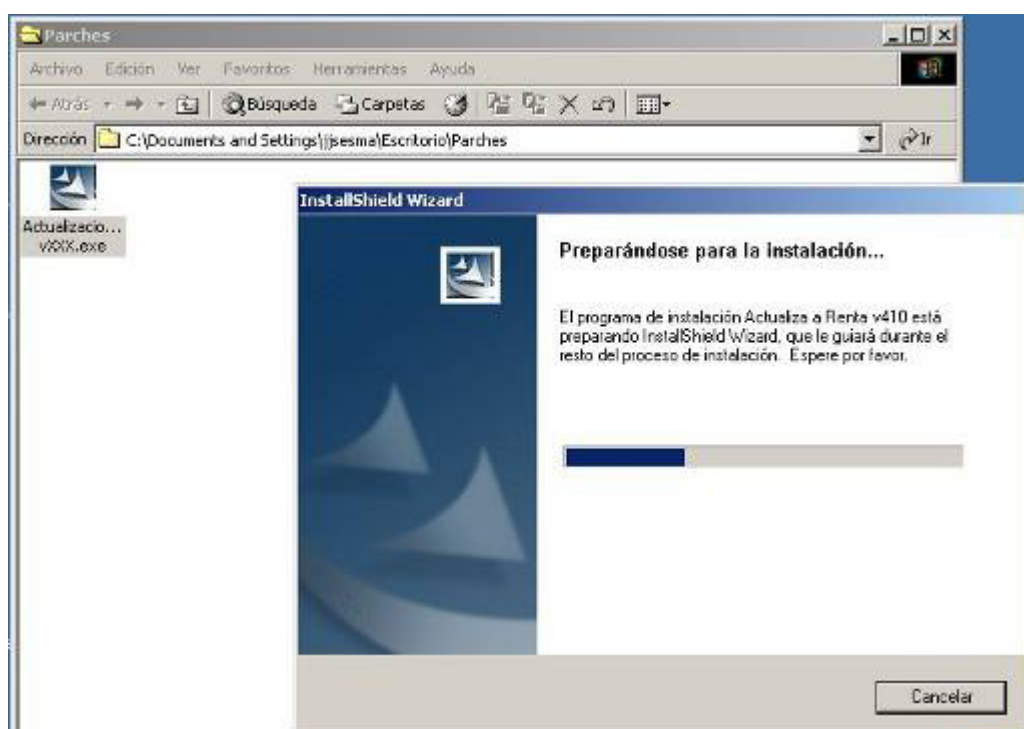 Parches
Archivo Edición Ver Favoritos Herramientas Ayuda
Atrás Búsqueda Carpetas
Dirección C:\Documents and Settings\jjsesma\Escritorio\Parches Ir
Actualizacio...
vXXX.exe
InstallShield Wizard
Preparándose para la instalación...
El programa de instalación Actualiza a Renta v410 está
preparando InstallShield Wizard, que le guiará durante el
resto del proceso de instalación. Espere por favor.
Cancelar